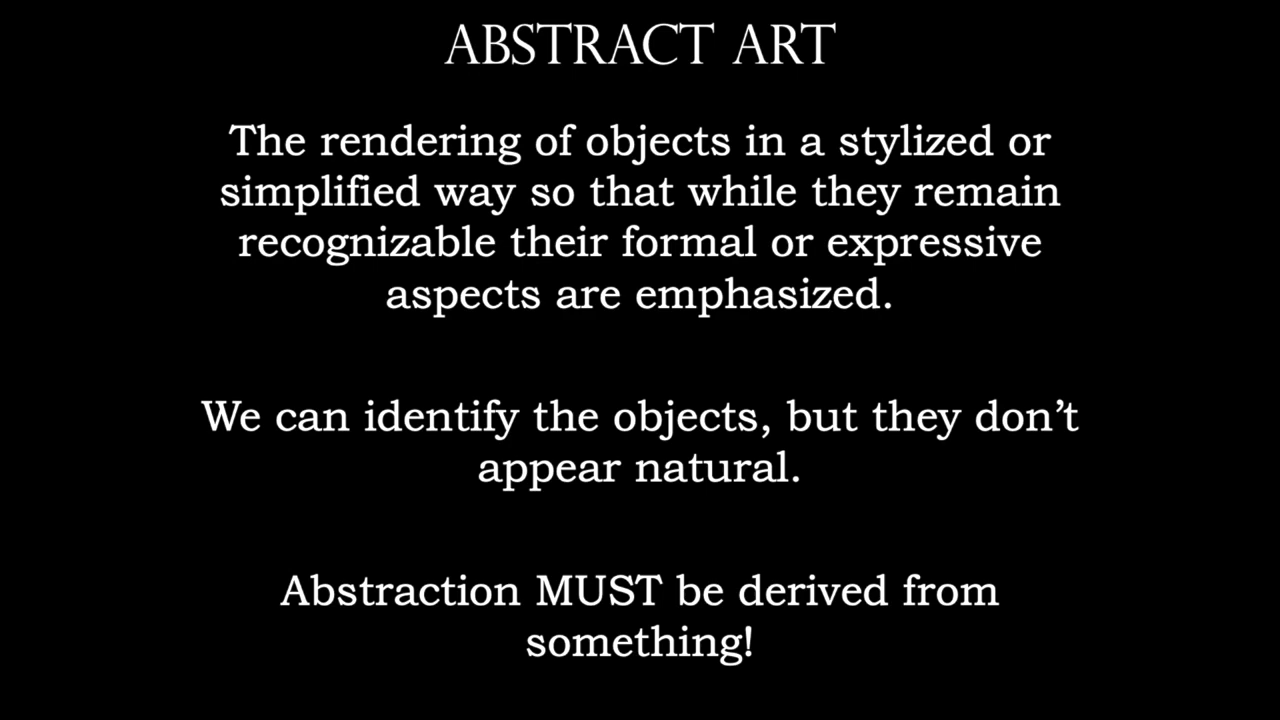 ABSTRACT ART
The rendering of objects in a stylized or
simplified way so that while they remain
recognizable their formal or expressive
aspects are emphasized.
We can identify the objects, but they don’t
appear natural.
Abstraction MUST be derived from
something!